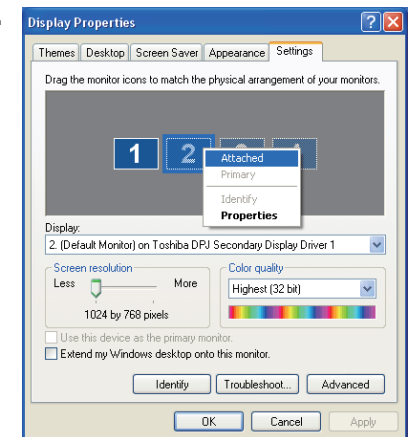 Display Properties
Themes Desktop Screen Saver Appearance Settings
Drag the monitor icons to match the physical arrangement of your monitors.
1 2
Attached
Primary
Identify
Properties
Display:
2. (Default Monitor) on Toshiba DPJ Secondary Display Driver 1
Screen resolution
Less More
1024 by 768 pixels
Color quality
Highest (32 bit)
Use this device as the primary monitor.
Extend my Windows desktop onto this monitor.
Identify Troubleshoot... Advanced
OK Cancel Apply